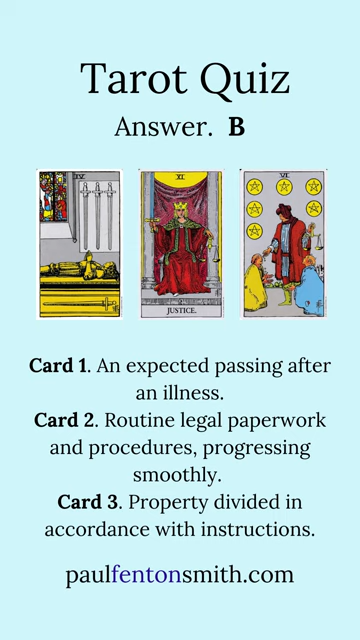 Tarot Quiz
Answer. B
IV
XI
VI
JUSTICE.
Card 1. An expected passing after
an illness.
Card 2. Routine legal paperwork
and procedures, progressing
smoothly.
Card 3. Property divided in
accordance with instructions.
paulfentonsmith.com